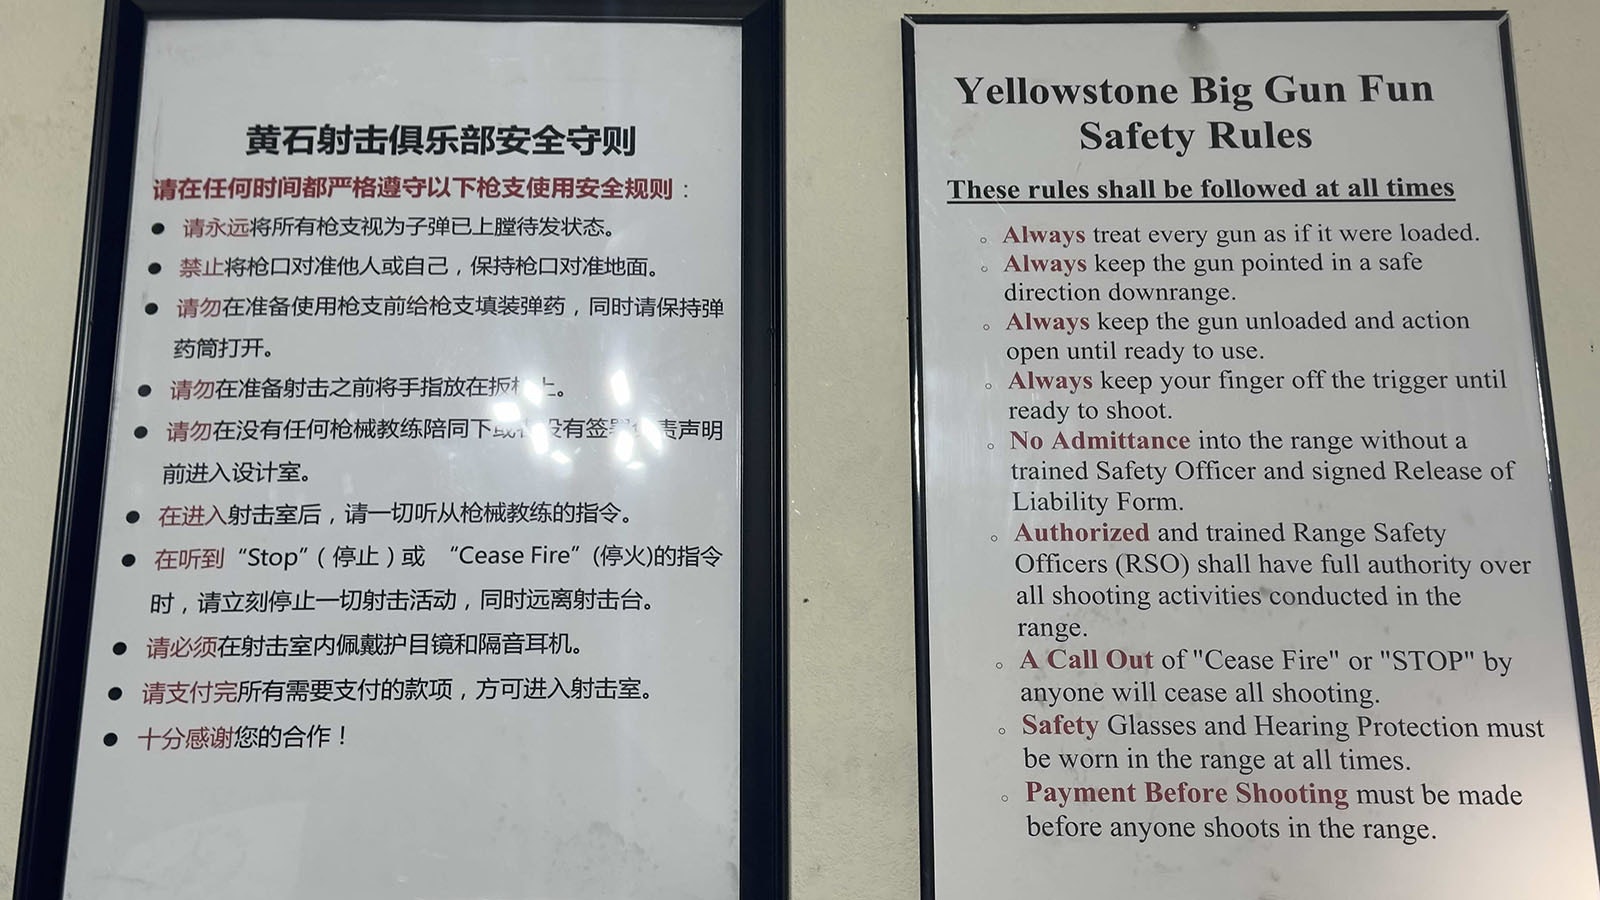 黄石射击俱乐部安全守则
请在任何时间都严格遵守以下枪支使用安全规则：
● 请永远将所有枪支视为子弹已上膛待发状态。
● 禁止将枪口对准他人或自己，保持枪口对准地面。
● 请勿在准备使用枪支前给枪支填装弹药，同时请保持弹
药筒打开。
● 请勿在准备射击之前将手指放在扳 上。
● 请勿在没有任何枪械教练陪同下或 没有签 责声明
前进入设计室。
● 在进入射击室后，请一切听从枪械教练的指令。
● 在听到 “Stop”( 停止 ) 或 “Cease Fire” (停火)的指令
时，请立刻停止一切射击活动，同时远离射击台。
● 请必须在射击室内佩戴护目镜和隔音耳机。
● 请支付完所有需要支付的款项，方可进入射击室。
● 十分感谢您的合作！
Yellowstone Big Gun Fun
Safety Rules
These rules shall be followed at all times
○ Always treat every gun as if it were loaded.
○ Always keep the gun pointed in a safe
direction downrange.
○ Always keep the gun unloaded and action
open until ready to use.
○ Always keep your finger off the trigger until
ready to shoot.
○ No Admittance into the range without a
trained Safety Officer and signed Release of
Liability Form.
○ Authorized and trained Range Safety
Officers (RSO) shall have full authority over
all shooting activities conducted in the
range.
○ A Call Out of "Cease Fire" or "STOP" by
anyone will cease all shooting.
○ Safety Glasses and Hearing Protection must
be worn in the range at all times.
○ Payment Before Shooting must be made
before anyone shoots in the range.